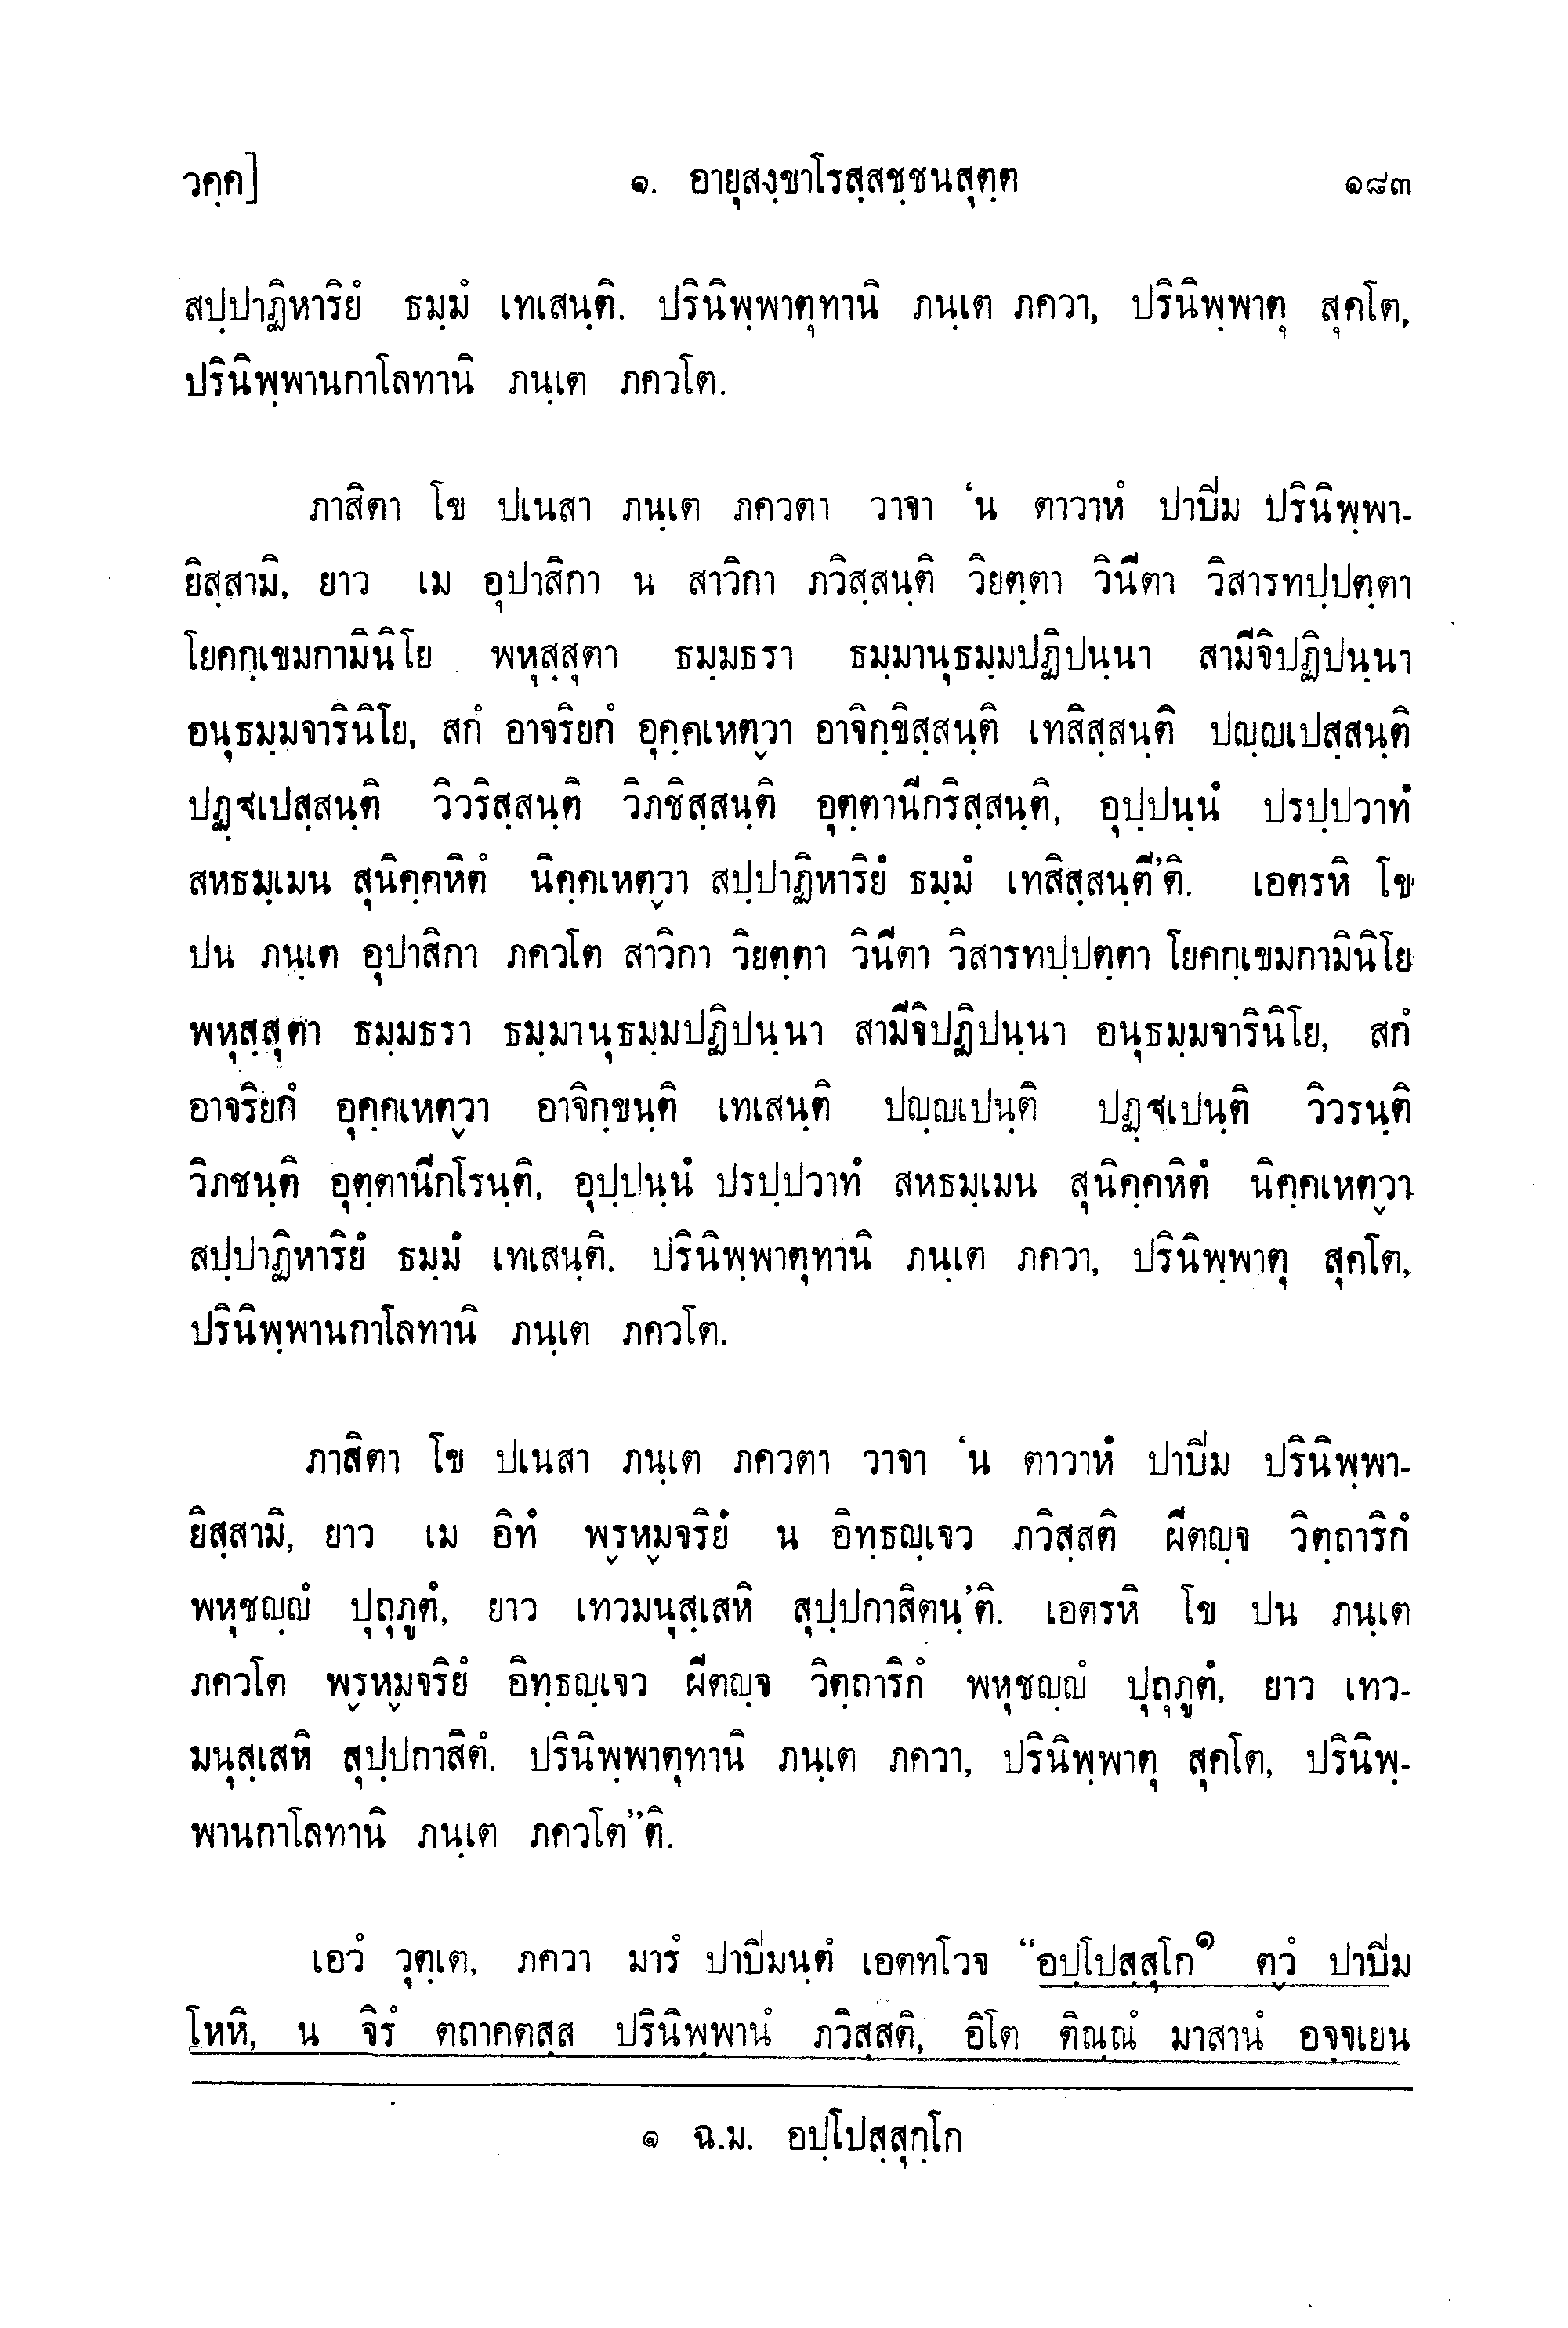 วคฺค] ๑. อายุสงฺขาโรสฺสชฺชนสุตฺต ๑๘๓
สปฺปาฏิหาริยํ ธมฺมํ เทเสนฺติ. ปรินิพฺพาตุทานิ ภนฺเต ภควา, ปรินิพฺพาตุ สุคโต,
ปรินิพฺพานกาโลทานิ ภนฺเต ภควโต.
ภาสิตา โข ปเนสา ภนฺเต ภควตา วาจา ‘น ตาวาหํ ปาปิม ปรินิพฺพา-
ยิสฺสามิ, ยาว เม อุปาสิกา น สาวิกา ภวิสฺสนฺติ วิยตฺตา วินีตา วิสารทปฺปตฺตา
โยคกฺเขมกามินิโย พหุสฺสุตา ธมฺมธรา ธมฺมานุธมฺมปฏิปนฺนา สามีจิปฏิปนฺนา
อนุธมฺมจารินิโย, สกํ อาจริยกํ อุคฺคเหตฺวา อาจิกฺขิสฺสนฺติ เทสิสฺสนฺติ ปญฺญเปสฺสนฺติ
ปฏฺฐเปสฺสนฺติ วิวริสฺสนฺติ วิภชิสฺสนฺติ อุตฺตานีกริสฺสนฺติ, อุปฺปนฺนํ ปรปฺปวาทํ
สหธมฺเมน สุนิคฺคหิตํ นิคฺคเหตฺวา สปฺปาฏิหาริยํ ธมฺมํ เทสิสฺสนฺตี’ติ. เอตรหิ โข
ปน ภนฺเต อุปาสิกา ภควโต สาวิกา วิยตฺตา วินีตา วิสารทปฺปตฺตา โยคกฺเขมกามินิโย
พหุสฺสุตา ธมฺมธรา ธมฺมานุธมฺมปฏิปนฺนา สามีจิปฏิปนฺนา อนุธมฺมจารินิโย, สกํ
อาจริยกํ อุคฺคเหตฺวา อาจิกฺขนฺติ เทเสนฺติ ปญฺญเปนฺติ ปฏฺฐเปนฺติ วิวรนฺติ
วิภชนฺติ อุตฺตานีกโรนฺติ, อุปฺปนฺนํ ปรปฺปวาทํ สหธมฺเมน สุนิคฺคหิตํ นิคฺคเหตฺวา
สปฺปาฏิหาริยํ ธมฺมํ เทเสนฺติ. ปรินิพฺพาตุทานิ ภนฺเต ภควา, ปรินิพฺพาตุ สุคโต,
ปรินิพฺพานกาโลทานิ ภนฺเต ภควโต.
ภาสิตา โข ปเนสา ภนฺเต ภควตา วาจา ‘น ตาวาหํ ปาปิม ปรินิพฺพา-
ยิสฺสามิ, ยาว เม อิทํ พฺรหฺมจริยํ น อิทฺธญฺเจว ภวิสฺสติ ผีตญฺจ วิตฺถาริกํ
พหุชญฺญํ ปุถุภูตํ, ยาว เทวมนุสฺเสหิ สุปฺปกาสิตนฺ’ติ. เอตรหิ โข ปน ภนฺเต
ภควโต พฺรหฺมจริยํ อิทฺธญฺเจว ผีตญฺจ วิตฺถาริกํ พหุชญฺญํ ปุถุภูตํ, ยาว เทว-
มนุสฺเสหิ สุปฺปกาสิตํ. ปรินิพฺพาตุทานิ ภนฺเต ภควา, ปรินิพฺพาตุ สุคโต, ปรินิพฺ-
พานกาโลทานิ ภนฺเต ภควโต”ติ.
เอวํ วุตฺเต, ภควา มารํ ปาปิมนฺตํ เอตทโวจ “อปฺโปสฺสุโก๑ ตฺวํ ปาปิม
โหหิ, น จิรํ ตถาคตสฺส ปรินิพฺพานํ ภวิสฺสติ, อิโต ติณฺณํ มาสานํ อจฺจเยน
๑ ฉ.ม. อปฺโปสฺสุกฺโก